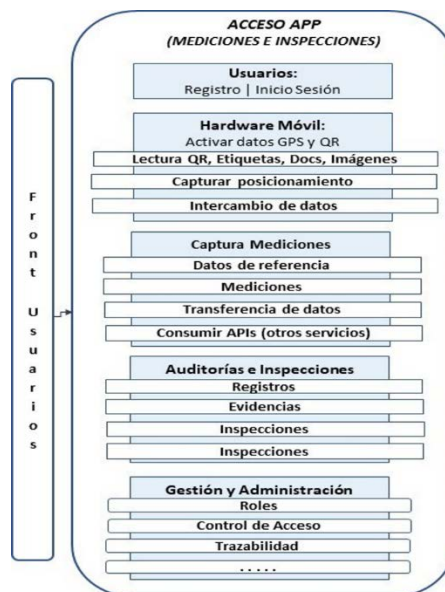 ACCESO APP
(MEDICIONES E INSPECCIONES)
Front Usuarios
Usuarios:
Registro | Inicio Sesión
Hardware Móvil:
Activar datos GPS y QR
Lectura QR, Etiquetas, Docs, Imágenes
Capturar posicionamiento
Intercambio de datos
Captura Mediciones
Datos de referencia
Mediciones
Transferencia de datos
Consumir APIs (otros servicios)
Auditorías e Inspecciones
Registros
Evidencias
Inspecciones
Inspecciones
Gestión y Administración
Roles
Control de Acceso
Trazabilidad
. . . . .